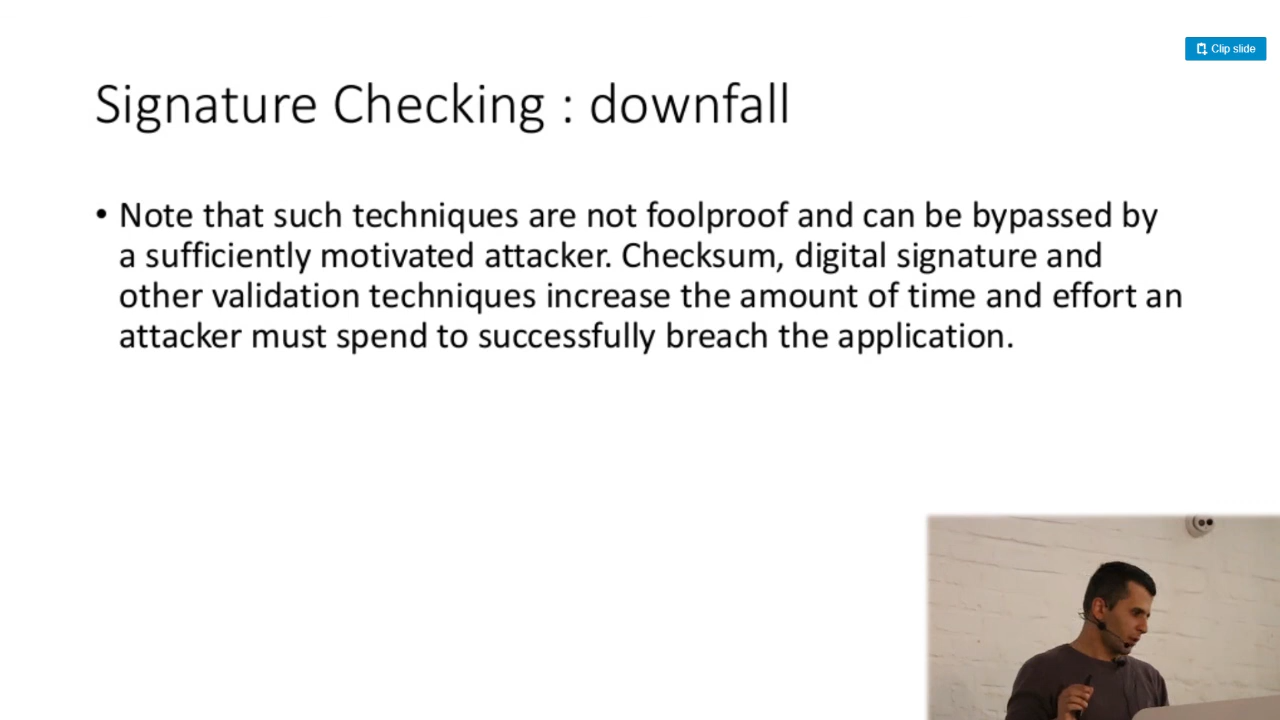 Clip slide
Signature Checking : downfall
• Note that such techniques are not foolproof and can be bypassed by
a sufficiently motivated attacker. Checksum, digital signature and
other validation techniques increase the amount of time and effort an
attacker must spend to successfully breach the application.